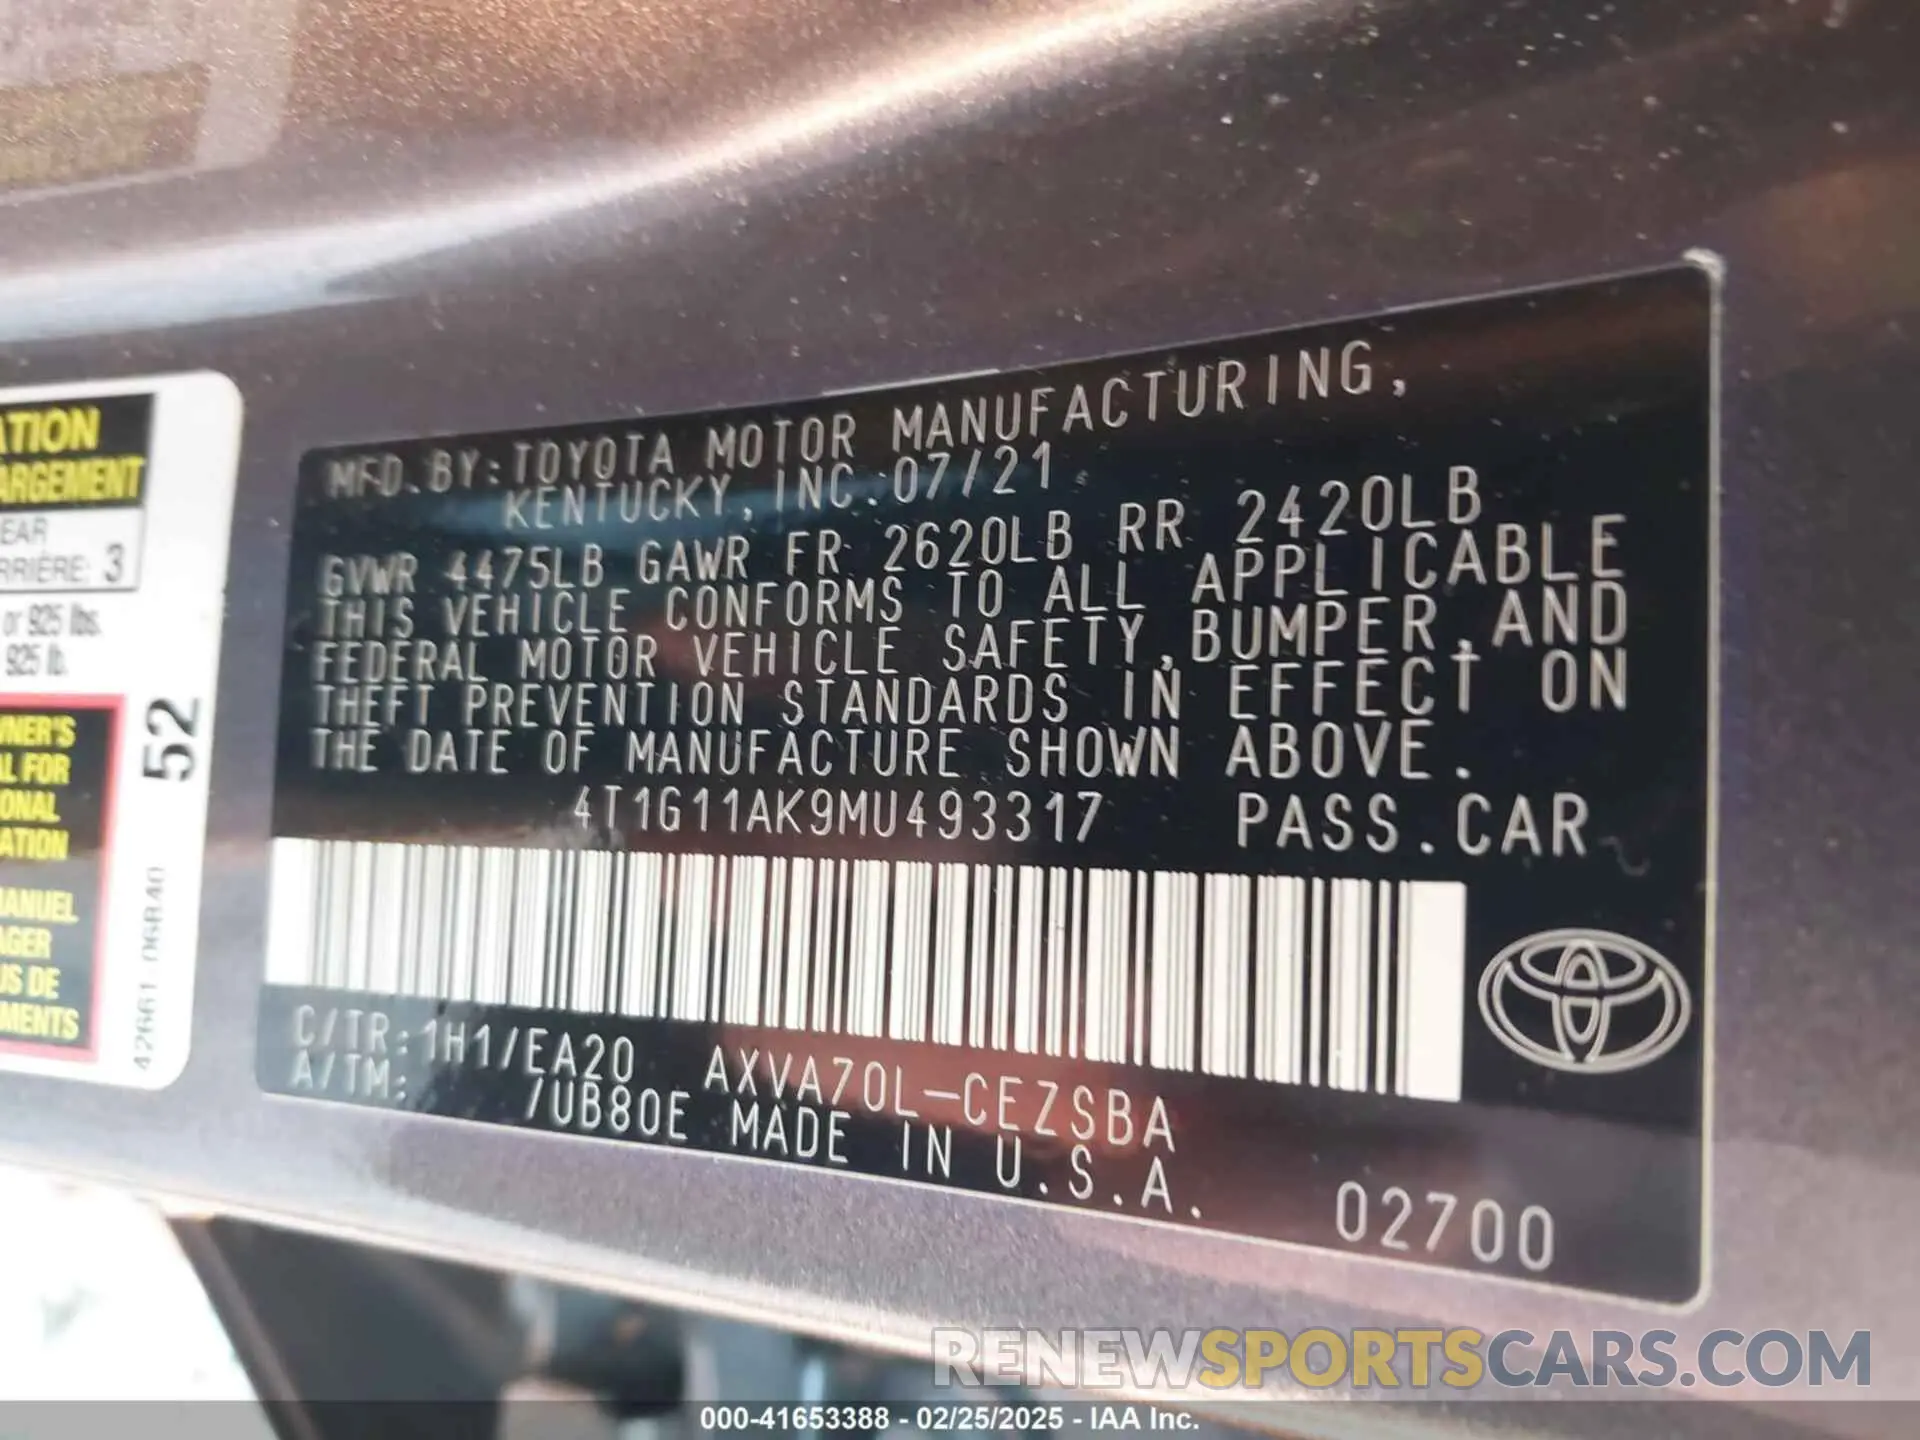 ATION
ARGEMENT
EAR
RRIÈRE: 3
or 925 lbs.
925 lb.
WNER'S
AL FOR
IONAL
ATION
MANUEL
AGER
US DE
EMENTS
52
42661-06R40
MFD. BY: TOYOTA MOTOR MANUFACTURING,
KENTUCKY, INC. 07/21
GVWR 4475LB GAWR FR 2620LB RR 2420LB
THIS VEHICLE CONFORMS TO ALL APPLICABLE
FEDERAL MOTOR VEHICLE SAFETY, BUMPER, AND
THEFT PREVENTION STANDARDS IN EFFECT ON
THE DATE OF MANUFACTURE SHOWN ABOVE.
4T1G11AK9MU493317 PASS.CAR
C/TR: 1H1/EA20 AXVA70L-CEZSBA
A/TM: /UB80E MADE IN U.S.A.
02700
RENEWSPORTSCARS.COM
000-41653388 - 02/25/2025 - IAA Inc.